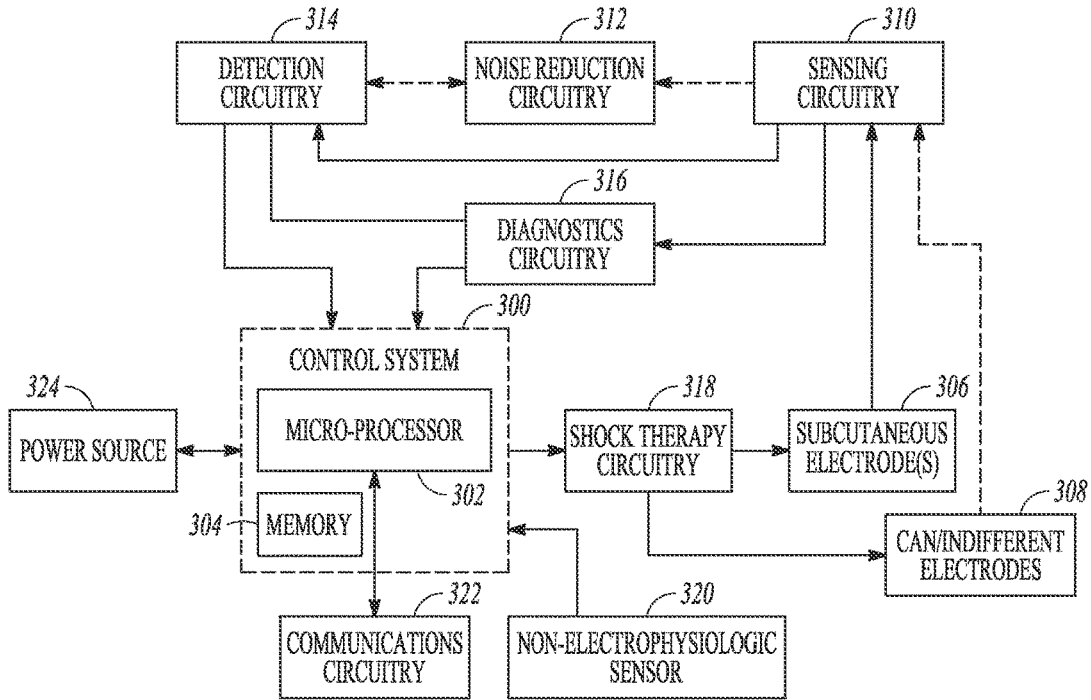 314
312
310
DETECTION
CIRCUITRY
NOISE REDUCTION
CIRCUITRY
SENSING
CIRCUITRY
316
DIAGNOSTICS
CIRCUITRY
300
CONTROL SYSTEM
324
POWER SOURCE
MICRO-PROCESSOR
302
304
MEMORY
318
SHOCK THERAPY
CIRCUITRY
306
SUBCUTANEOUS
ELECTRODE(S)
308
CAN/INDIFFERENT
ELECTRODES
322
COMMUNICATIONS
CIRCUITRY
320
NON-ELECTROPHYSIOLOGIC
SENSOR